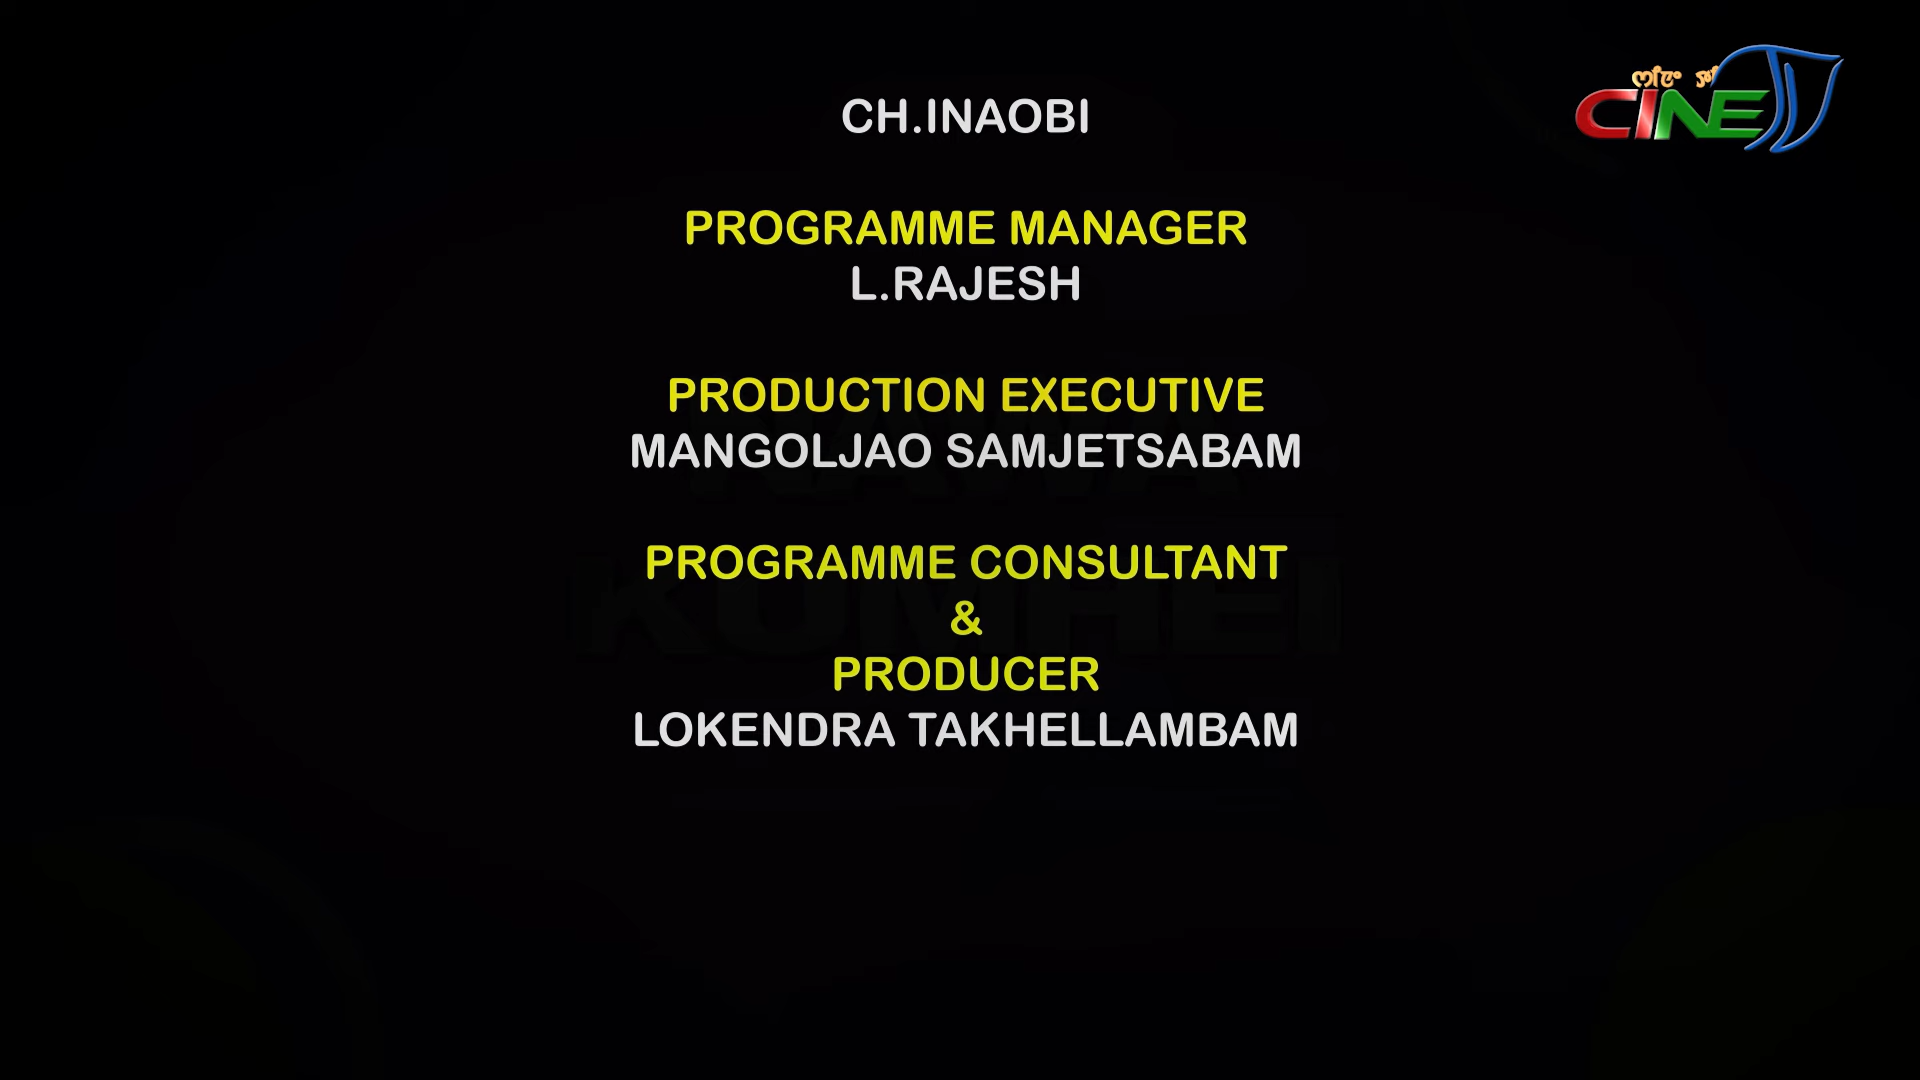 CH.INAOBI
PROGRAMME MANAGER
L.RAJESH
PRODUCTION EXECUTIVE
MANGOLJAO SAMJETSABAM
PROGRAMME CONSULTANT
&
PRODUCER
LOKENDRA TAKHELLAMBAM
CINE